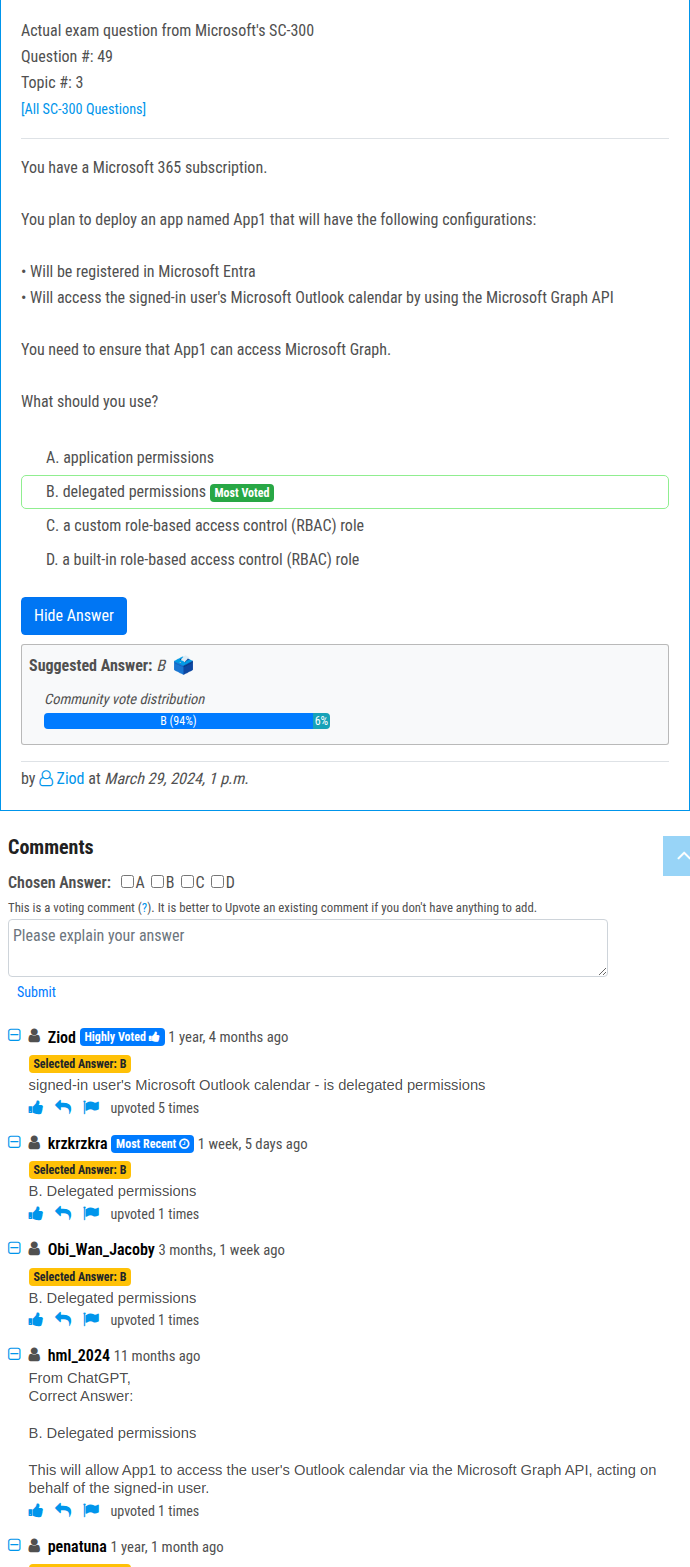 Actual exam question from Microsoft's SC-300
Question #: 49
Topic #: 3
[All SC-300 Questions]
You have a Microsoft 365 subscription.
You plan to deploy an app named App1 that will have the following configurations:
• Will be registered in Microsoft Entra
• Will access the signed-in user's Microsoft Outlook calendar by using the Microsoft Graph API
You need to ensure that App1 can access Microsoft Graph.
What should you use?
A. application permissions
B. delegated permissions Most Voted
C. a custom role-based access control (RBAC) role
D. a built-in role-based access control (RBAC) role
Hide Answer
Suggested Answer: B
Community vote distribution
B (94%) 6%
by Ziod at March 29, 2024, 1 p.m.
Comments
Chosen Answer: A B C D
This is a voting comment (?). It is better to Upvote an existing comment if you don't have anything to add.
Please explain your answer
Submit
Ziod Highly Voted 1 year, 4 months ago
Selected Answer: B
signed-in user's Microsoft Outlook calendar - is delegated permissions
upvoted 5 times
krzkrzkra Most Recent 1 week, 5 days ago
Selected Answer: B
B. Delegated permissions
upvoted 1 times
Obi_Wan_Jacoby 3 months, 1 week ago
Selected Answer: B
B. Delegated permissions
upvoted 1 times
hml_2024 11 months ago
From ChatGPT,
Correct Answer:
B. Delegated permissions
This will allow App1 to access the user's Outlook calendar via the Microsoft Graph API, acting on
behalf of the signed-in user.
upvoted 1 times
penatuna 1 year, 1 month ago